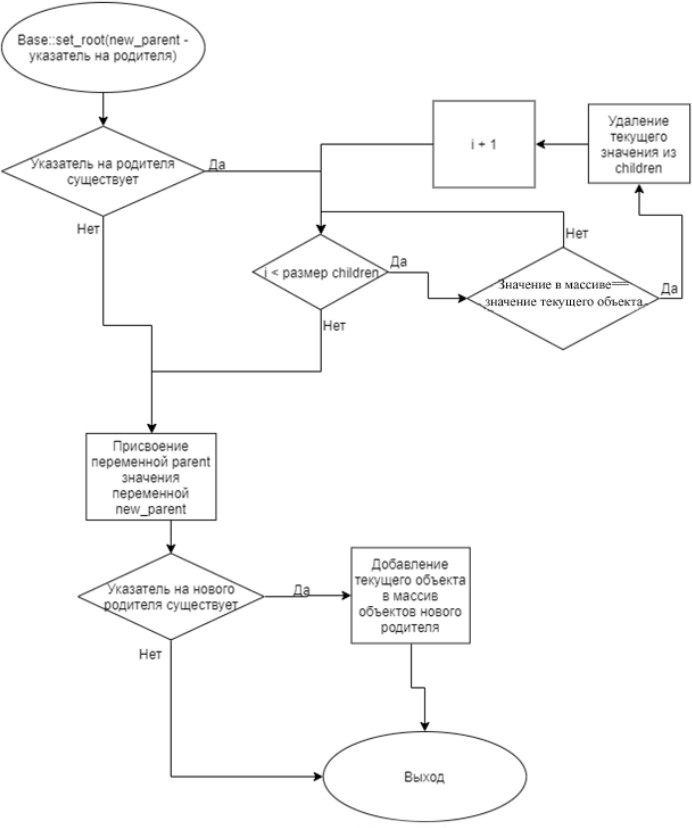 Base::set_root(new_parent -
указатель на родителя)
Указатель на родителя
существует
Да
Нет
i + 1
Удаление
текущего
значения из
children
i < размер children
Да
Нет
Значение в массиве==
значение текущего объекта
Нет
Да
Присвоение
переменной parent
значения
переменной
new_parent
Указатель на нового
родителя существует
Да
Нет
Добавление
текущего объекта
в массив
объектов нового
родителя
Выход